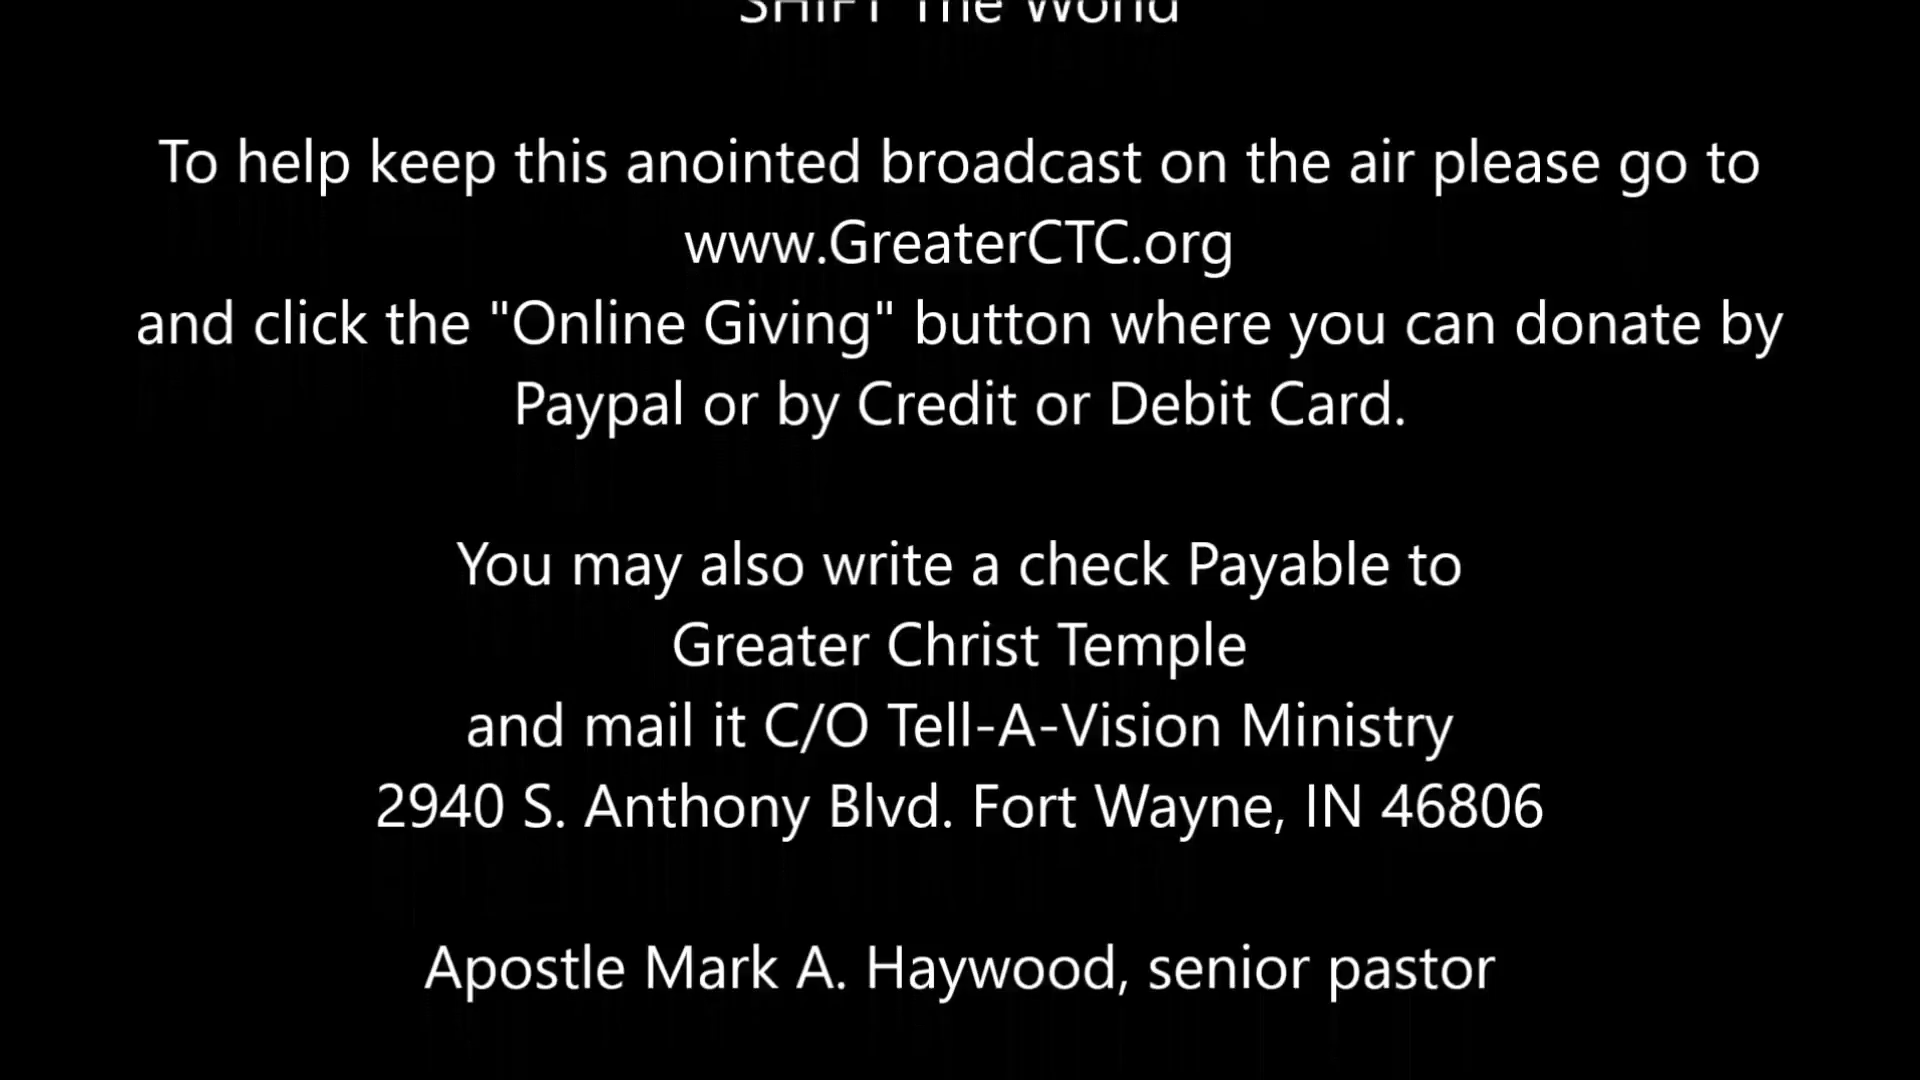 SHIFT The World
To help keep this anointed broadcast on the air please go to
www.GreaterCTC.org
and click the "Online Giving" button where you can donate by
Paypal or by Credit or Debit Card.
You may also write a check Payable to
Greater Christ Temple
and mail it C/O Tell-A-Vision Ministry
2940 S. Anthony Blvd. Fort Wayne, IN 46806
Apostle Mark A. Haywood, senior pastor